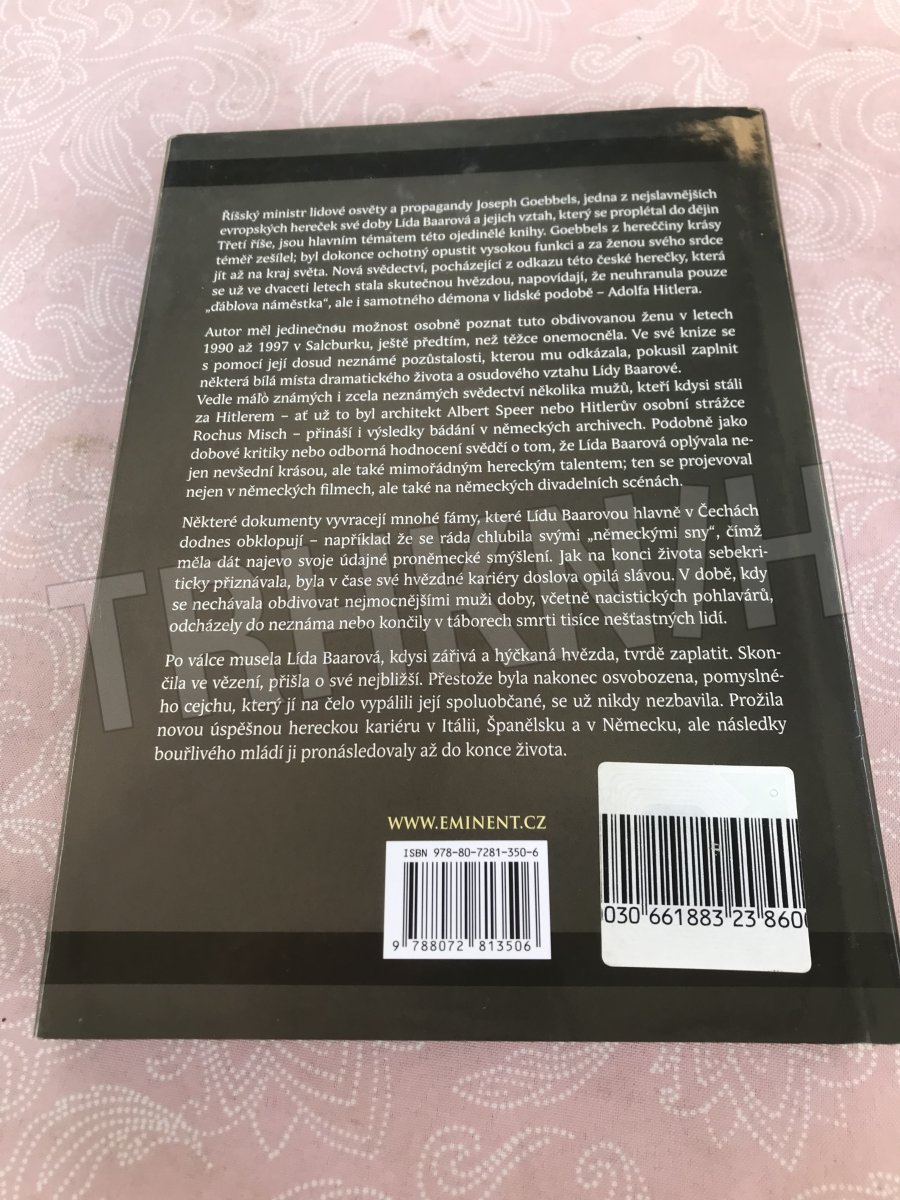 Říšský ministr lidové osvěty a propagandy Joseph Goebbels, jedna z nejslavnějších
evropských hereček své doby Lída Baarová a jejich vztah, který se proplétal do dějin
Třetí říše, jsou hlavním tématem této ojedinělé knihy. Goebbels z hereččiny krásy
téměř zešílel; byl dokonce ochotný opustit vysokou funkci a za ženou svého srdce
jít až na kraj světa. Nová svědectví, pocházející z odkazu této české herečky, která
se už ve dvaceti letech stala skutečnou hvězdou, napovídají, že neuhranula pouze
„ďáblova náměstka“, ale i samotného démona v lidské podobě – Adolfa Hitlera.
Autor měl jedinečnou možnost osobně poznat tuto obdivovanou ženu v letech
1990 až 1997 v Salcburku, ještě předtím, než těžce onemocněla. Ve své knize se
s pomocí její dosud neznámé pozůstalosti, kterou mu odkázala, pokusil zaplnit
některá bílá místa dramatického života a osudového vztahu Lídy Baarové.
Vedle málo známých i zcela neznámých svědectví několika mužů, kteří kdysi stáli
za Hitlerem – ať už to byl architekt Albert Speer nebo Hitlerův osobní strážce
Rochus Misch – přináší i výsledky bádání v německých archivech. Podobně jako
dobové kritiky nebo odborná hodnocení svědčí o tom, že Lída Baarová oplývala ne-
jen nevšední krásou, ale také mimořádným hereckým talentem; ten se projevoval
nejen v německých filmech, ale také na německých divadelních scénách.
Některé dokumenty vyvracejí mnohé fámy, které Lídu Baarovou hlavně v Čechách
dodnes obklopují – například že se ráda chlubila svými „německými sny“, čímž
měla dát najevo svoje údajné proněmecké smýšlení. Jak na konci života sebekri-
ticky přiznávala, byla v čase své hvězdné kariéry doslova opilá slávou. V době, kdy
se nechávala obdivovat nejmocnějšími muži doby, včetně nacistických pohlavárů,
odcházely do neznáma nebo končily v táborech smrti tisíce nešťastných lidí.
Po válce musela Lída Baarová, kdysi zářivá a hýčkaná hvězda, tvrdě zaplatit. Skon-
čila ve vězení, přišla o své nejbližší. Přestože byla nakonec osvobozena, pomyslné-
ho cejchu, který jí na čelo vypálili její spoluobčané, se už nikdy nezbavila. Prožila
novou úspěšnou hereckou kariéru v Itálii, Španělsku a v Německu, ale následky
bouřlivého mládí ji pronásledovaly až do konce života.
TRHKNIH
WWW.EMINENT.CZ
ISBN 978-80-7281-350-6
9 788072 813506
030 661883 23 8600